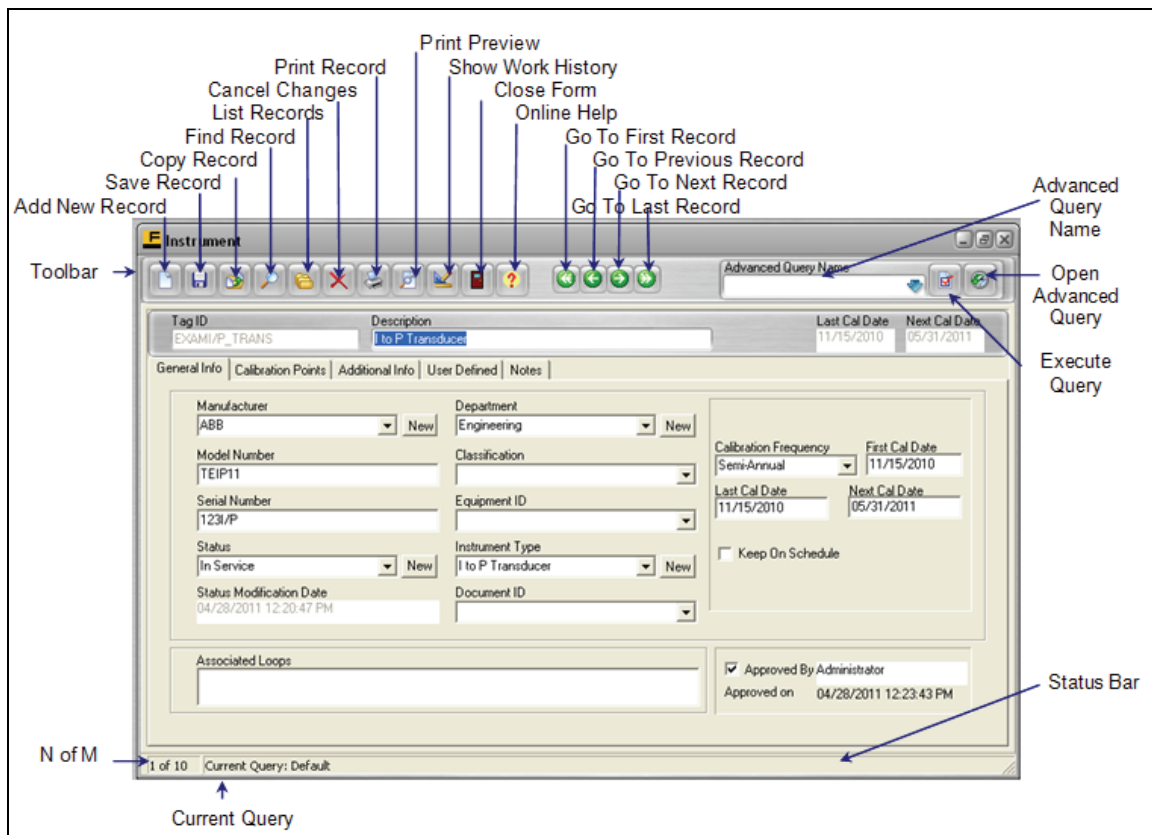 Print Preview
Print Record
Show Work History
Cancel Changes
Close Form
List Records
Online Help
Find Record
Go To First Record
Copy Record
Go To Previous Record
Save Record
Go To Next Record
Add New Record
Go To Last Record
Advanced
Query
Name
F Instrument
Toolbar
Advanced Query Name
Open
Advanced
Query
Tag ID
Description
Last Cal Date
Next Cal Date
EXAMI/P_TRANS
I to P Transducer
11/15/2010
05/31/2011
Execute
Query
General Info
Calibration Points
Additional Info
User Defined
Notes
Manufacturer
Department
ABB
New
Engineering
New
Model Number
Classification
Calibration Frequency
First Cal Date
TEIP11
Semi-Annual
11/15/2010
Serial Number
Equipment ID
Last Cal Date
Next Cal Date
123I/P
11/15/2010
05/31/2011
Status
Instrument Type
Keep On Schedule
In Service
New
I to P Transducer
New
Status Modification Date
Document ID
04/28/2011 12:20:47 PM
Associated Loops
Approved By Administrator
Approved on 04/28/2011 12:23:43 PM
Status Bar
N of M
1 of 10
Current Query: Default
Current Query